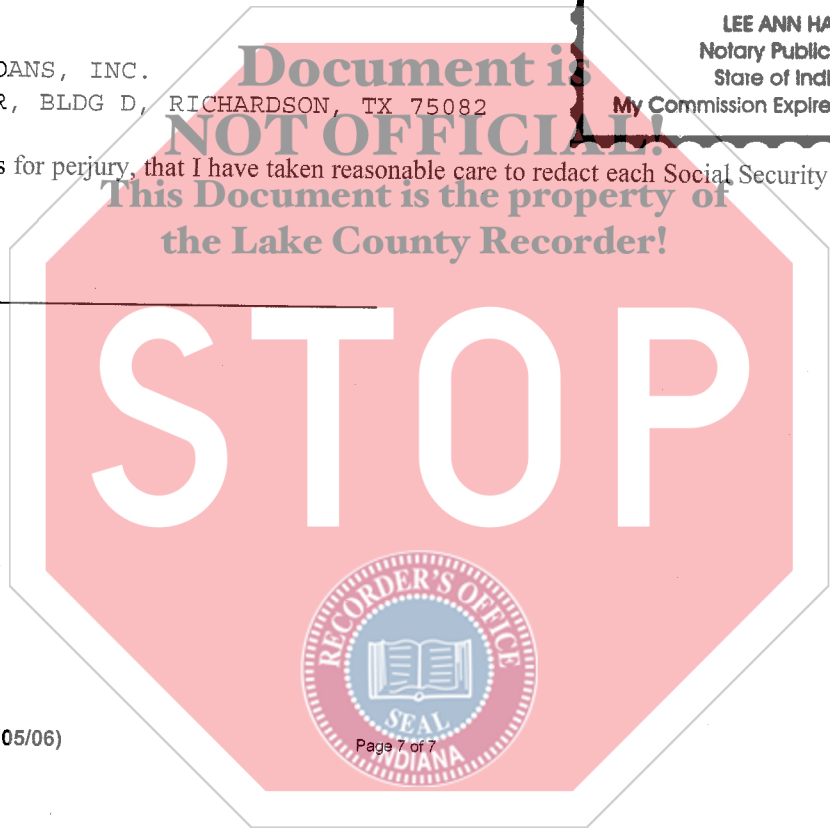 LEE ANN HA
Notary Public
State of Indi
My Commission Expire
OANS, INC.
R, BLDG D, RICHARDSON, TX 75082
Document is
NOT OFFICIAL!
This Document is the property of
the Lake County Recorder!
s for perjury, that I have taken reasonable care to redact each Social Security
STOP
RECORDER'S OFFICE
SEAL
INDIANA
05/06)
Page 7 of 7